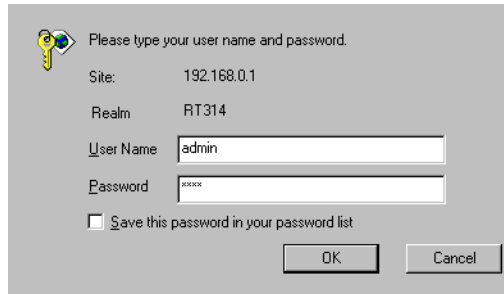 Please type your user name and password.
Site: 192.168.0.1
Realm RT314
User Name admin
Password ****
Save this password in your password list
OK Cancel